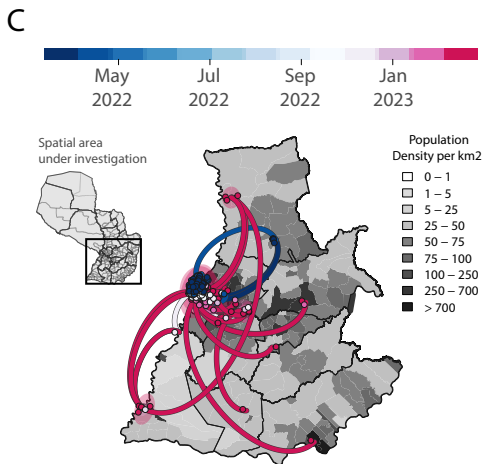 C
May Jul Sep Jan
2022 2022 2022 2023
Spatial area
under investigation
Population
Density per km2
0 – 1
1 – 5
5 – 25
25 – 50
50 – 75
75 – 100
100 – 250
250 – 700
> 700